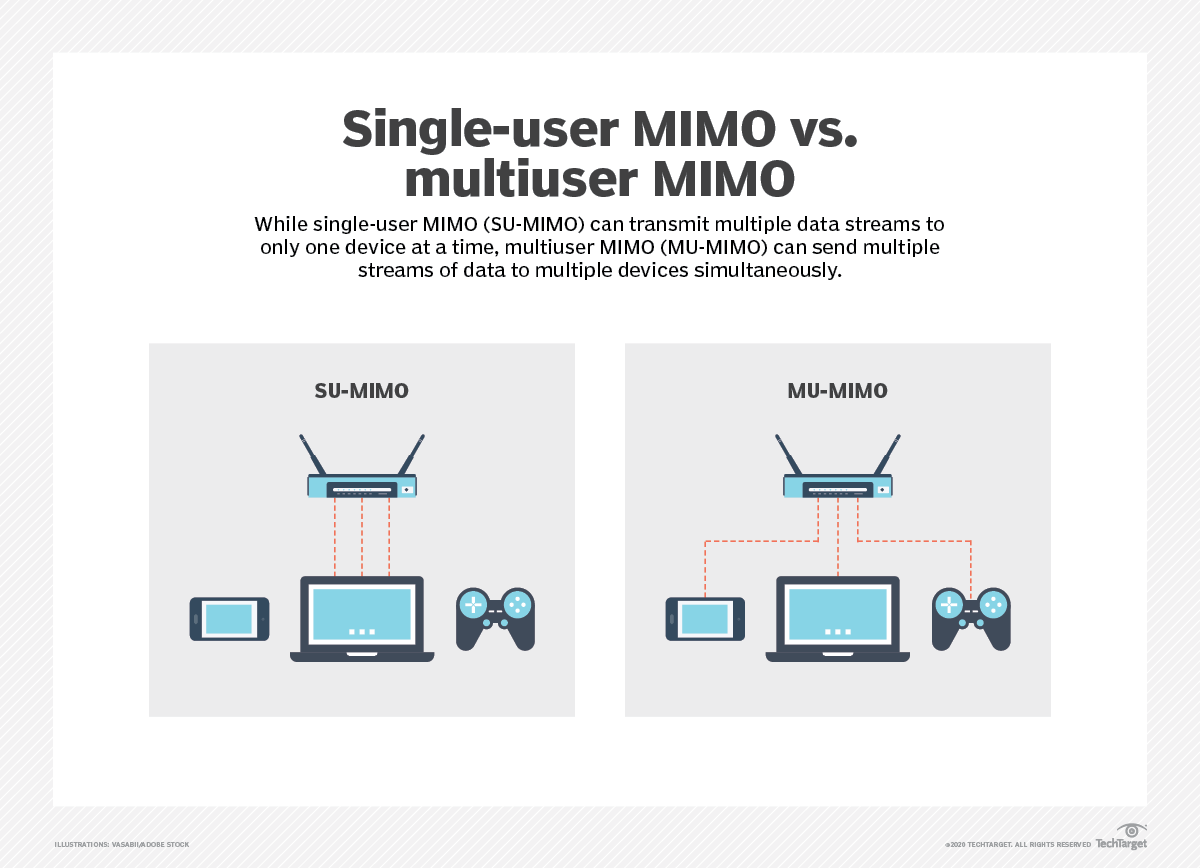 Single-user MIMO vs.
multiuser MIMO
While single-user MIMO (SU-MIMO) can transmit multiple data streams to
only one device at a time, multiuser MIMO (MU-MIMO) can send multiple
streams of data to multiple devices simultaneously.
SU-MIMO
MU-MIMO
ILLUSTRATIONS: VASABII/ADOBE STOCK
©2020 TECHTARGET. ALL RIGHTS RESERVED
TechTarget